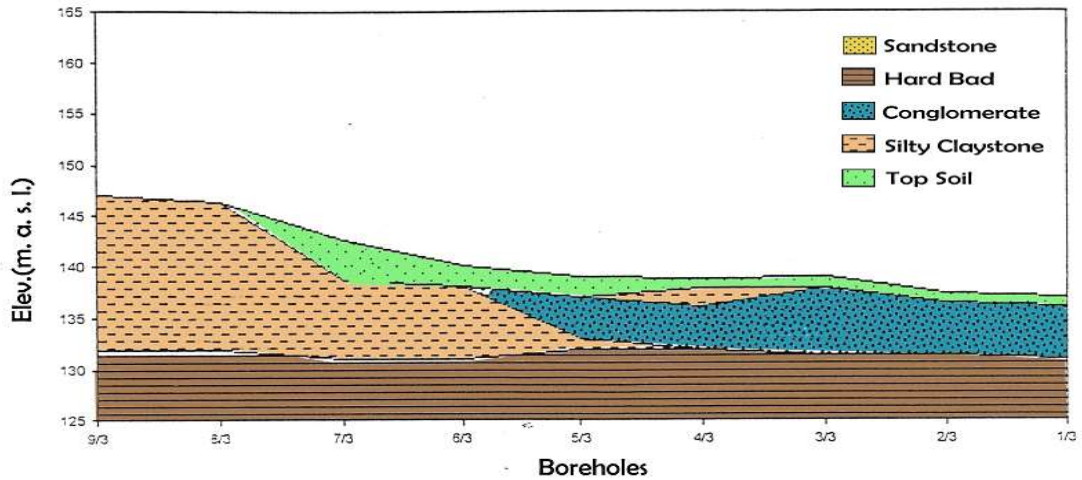 165
160
155
150
145
140
135
130
125
Elev.(m. a. s. l.)
Sandstone
Hard Bad
Conglomerate
Silty Claystone
Top Soil
9/3 8/3 7/3 6/3 5/3 4/3 3/3 2/3 1/3
Boreholes